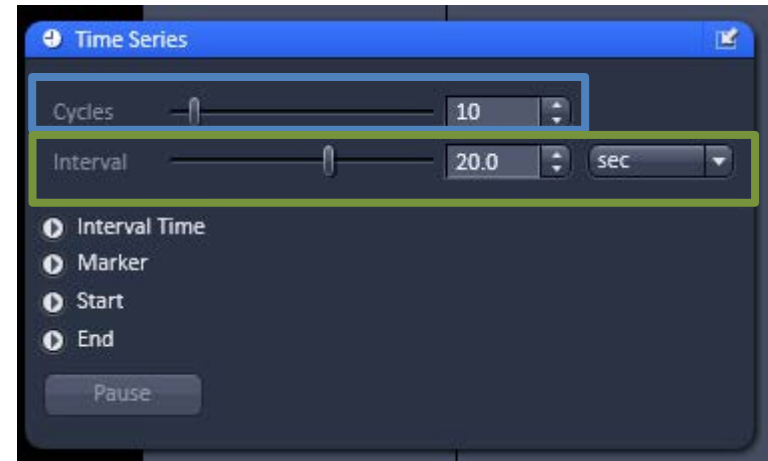 Time Series
Cycles 10
Interval 20.0 sec
Interval Time
Marker
Start
End
Pause